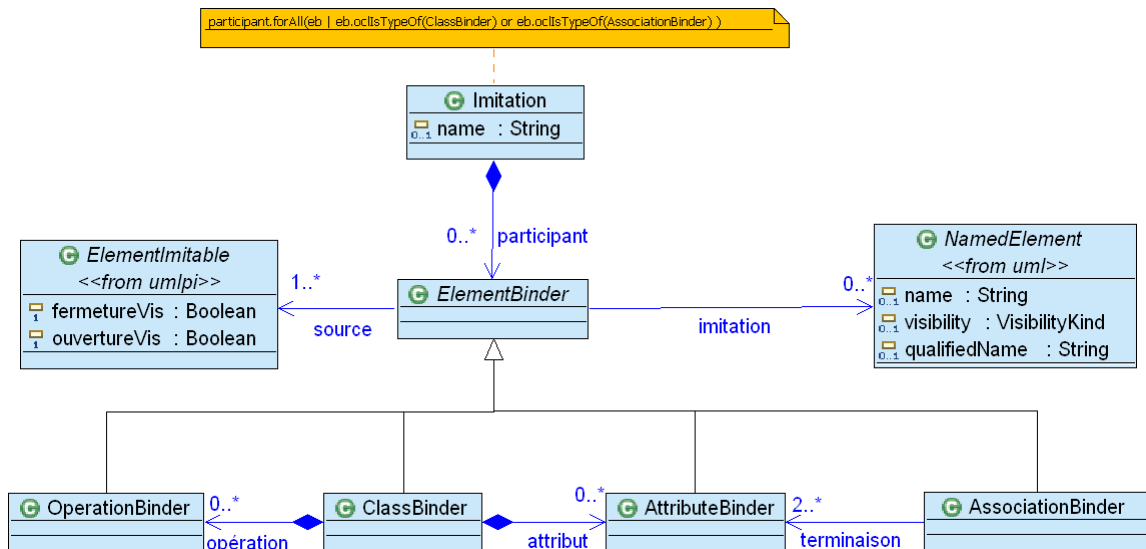 participant.forAll(eb | eb.oclIsTypeOf(ClassBinder) or eb.oclIsTypeOf(AssociationBinder) )
C Imitation
0..1 name : String
0..* participant
C ElementImitable
<<from umlpi>>
1 fermetureVis : Boolean
1 ouvertureVis : Boolean
1..*
source
C ElementBinder
imitation
0..*
C NamedElement
<<from uml>>
0..1 name : String
0..1 visibility : VisibilityKind
0..1 qualifiedName : String
C OperationBinder
0..*
opération
C ClassBinder
0..*
attribut
C AttributeBinder
2..*
terminaison
C AssociationBinder